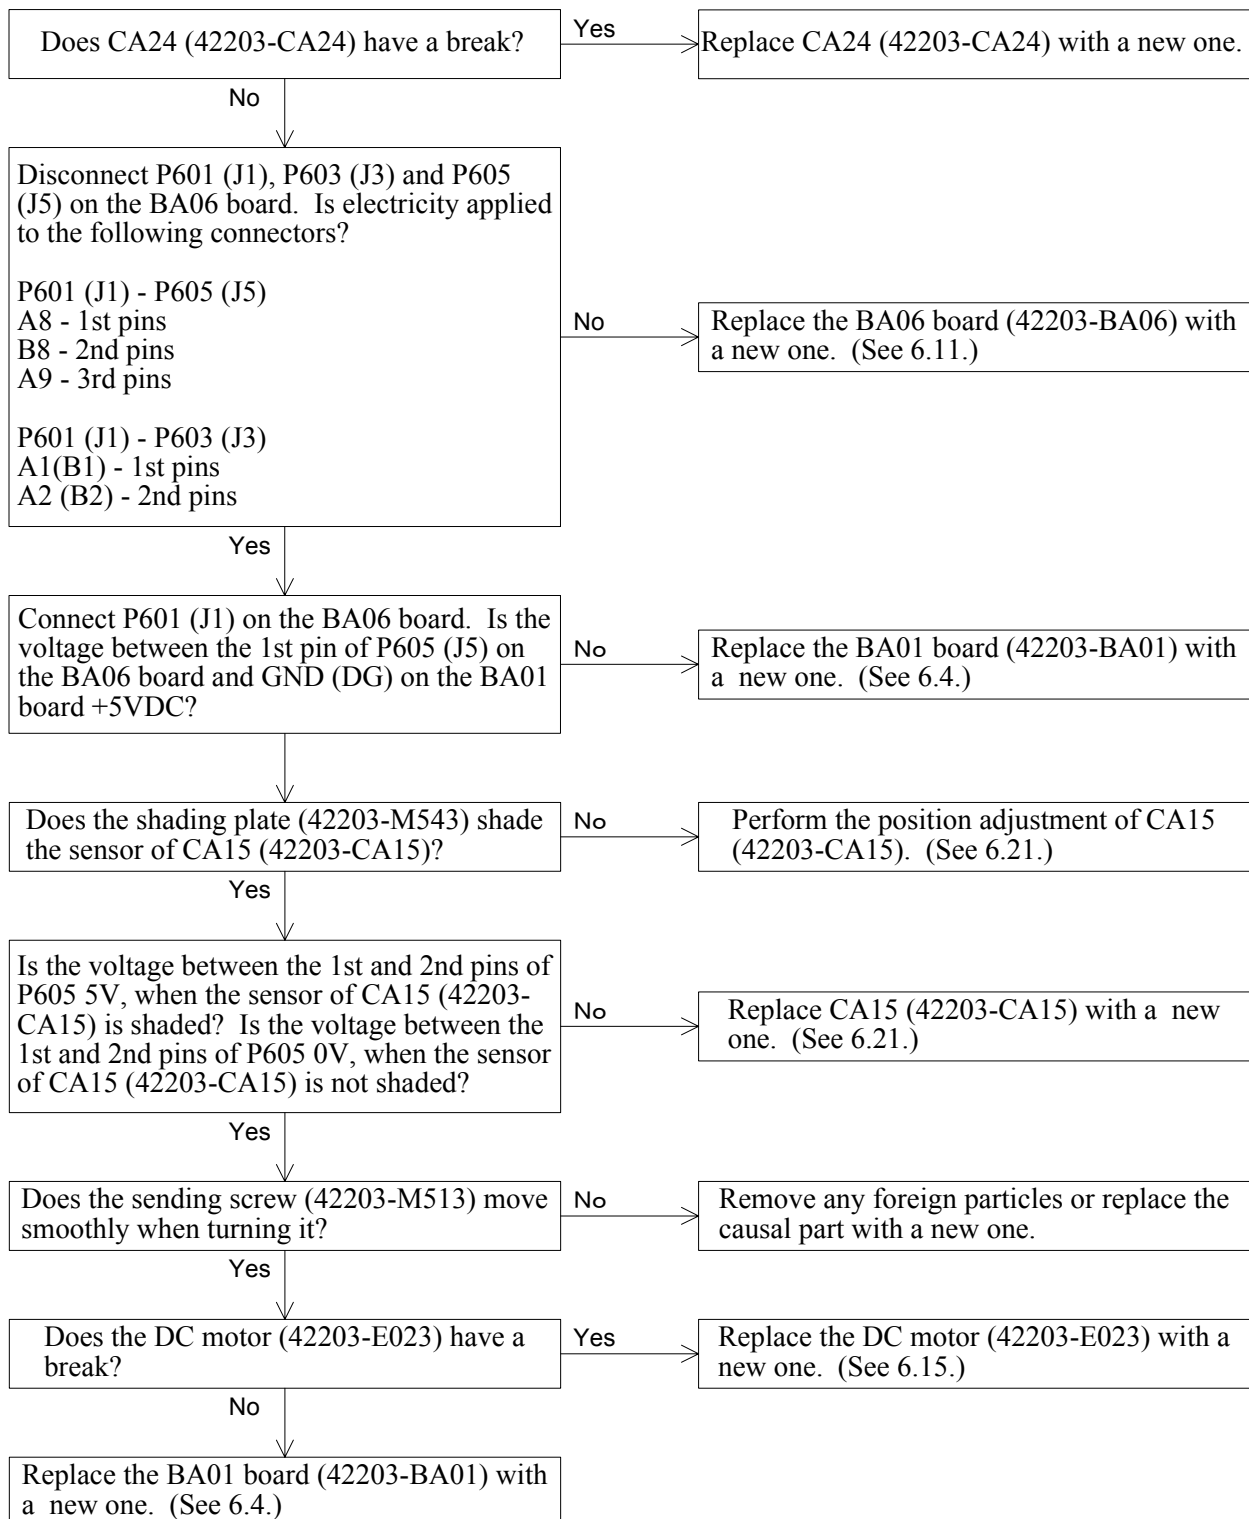 Does CA24 (42203-CA24) have a break?
Yes
Replace CA24 (42203-CA24) with a new one.
No
Disconnect P601 (J1), P603 (J3) and P605
(J5) on the BA06 board.  Is electricity applied
to the following connectors?
P601 (J1) - P605 (J5)
A8 - 1st pins
B8 - 2nd pins
A9 - 3rd pins
P601 (J1) - P603 (J3)
A1(B1) - 1st pins
A2 (B2) - 2nd pins
No
Replace the BA06 board (42203-BA06) with
a new one.  (See 6.11.)
Yes
Connect P601 (J1) on the BA06 board.  Is the
voltage between the 1st pin of P605 (J5) on
the BA06 board and GND (DG) on the BA01
board +5VDC?
No
Replace the BA01 board (42203-BA01) with
a  new one.  (See 6.4.)
Does the shading plate (42203-M543) shade
the sensor of CA15 (42203-CA15)?
No
Perform the position adjustment of CA15
(42203-CA15).  (See 6.21.)
Yes
Is the voltage between the 1st and 2nd pins of
P605 5V, when the sensor of CA15 (42203-
CA15) is shaded?  Is the voltage between the
1st and 2nd pins of P605 0V, when the sensor
of CA15 (42203-CA15) is not shaded?
No
Replace CA15 (42203-CA15) with a  new
one.  (See 6.21.)
Yes
Does the sending screw (42203-M513) move
smoothly when turning it?
No
Remove any foreign particles or replace the
causal part with a new one.
Yes
Does the DC motor (42203-E023) have a
break?
Yes
Replace the DC motor (42203-E023) with a
new one.  (See 6.15.)
No
Replace the BA01 board (42203-BA01) with
a  new one.  (See 6.4.)